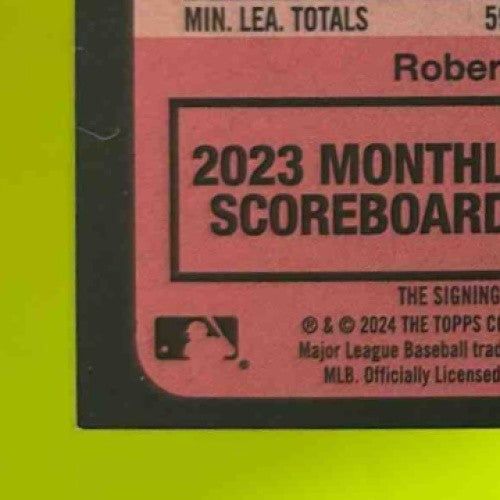 MIN. LEA. TOTALS
Rober
2023 MONTHL
SCOREBOARD
THE SIGNING
℗ & © 2024 THE TOPPS CO
Major League Baseball trad
MLB. Officially Licensed